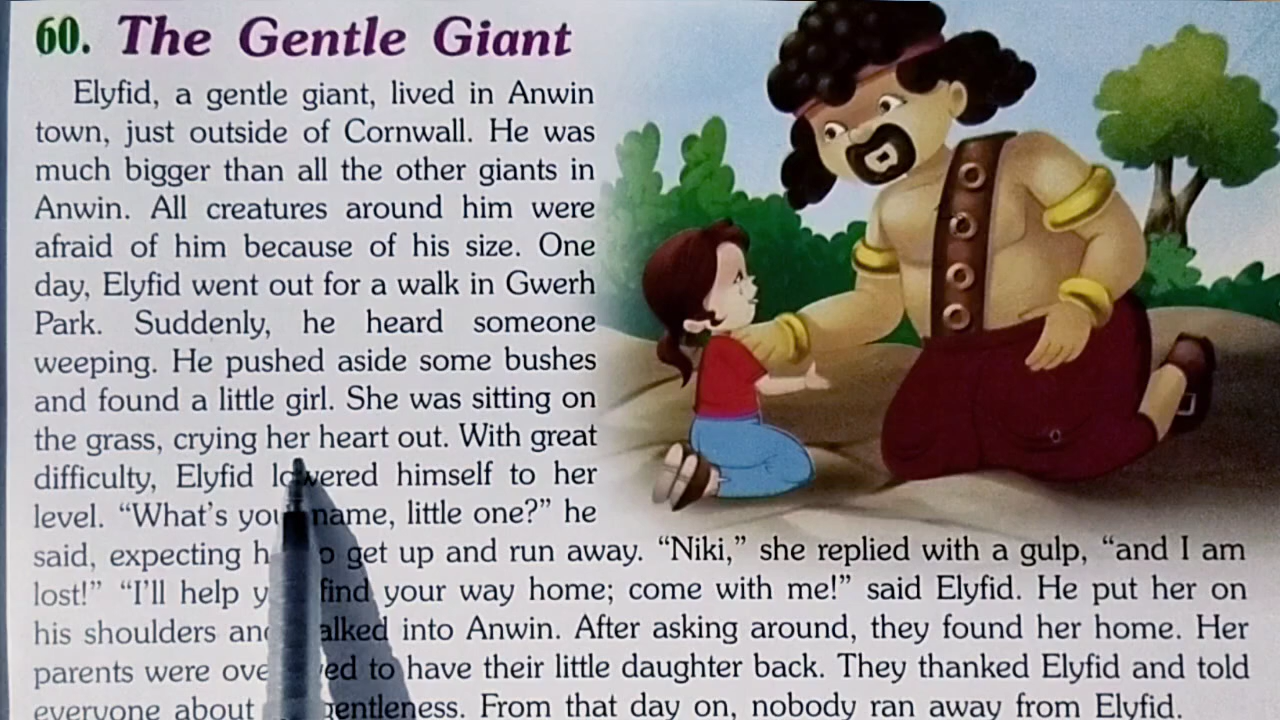 60. The Gentle Giant
Elyfid, a gentle giant, lived in Anwin
town, just outside of Cornwall. He was
much bigger than all the other giants in
Anwin. All creatures around him were
afraid of him because of his size. One
day, Elyfid went out for a walk in Gwerh
Park. Suddenly, he heard someone
weeping. He pushed aside some bushes
and found a little girl. She was sitting on
the grass, crying her heart out. With great
difficulty, Elyfid lowered himself to her
level. “What’s your name, little one?” he
said, expecting h to get up and run away. “Niki,” she replied with a gulp, “and I am
lost!” “I’ll help y find your way home; come with me!” said Elyfid. He put her on
his shoulders and walked into Anwin. After asking around, they found her home. Her
parents were ove ed to have their little daughter back. They thanked Elyfid and told
everyone about gentleness. From that day on, nobody ran away from Elyfid.